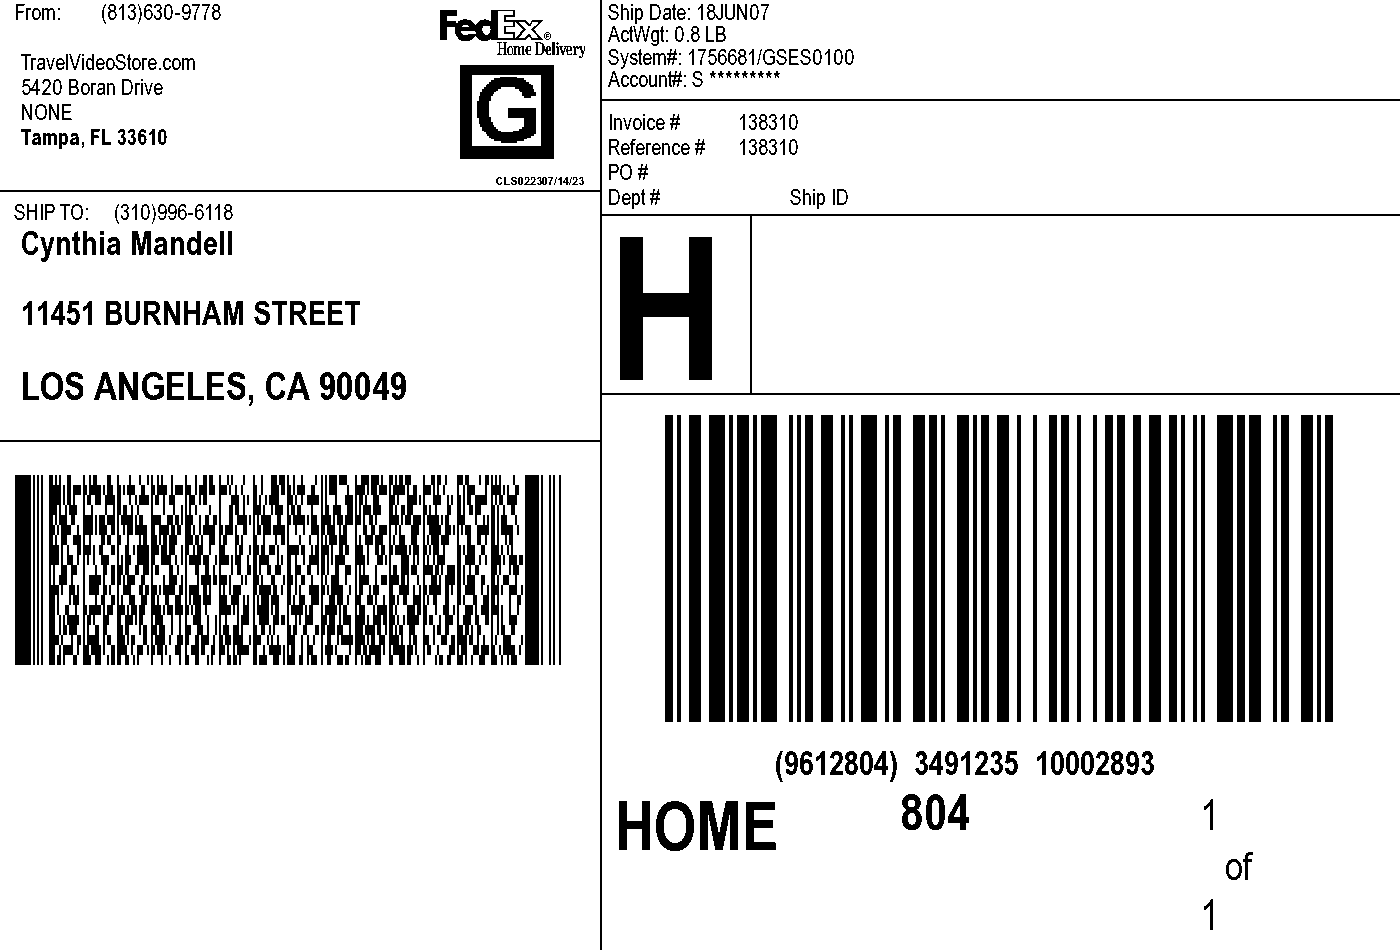 From: (813)630-9778
TravelVideoStore.com
5420 Boran Drive
NONE
Tampa, FL 33610
FedEx®
Home Delivery
G
CLS022307/14/23
SHIP TO: (310)996-6118
Cynthia Mandell
11451 BURNHAM STREET
LOS ANGELES, CA 90049
Ship Date: 18JUN07
ActWgt: 0.8 LB
System#: 1756681/GSES0100
Account#: S *********
Invoice # 138310
Reference # 138310
PO #
Dept # Ship ID
H
(9612804) 3491235 10002893
HOME 804 1
of
1